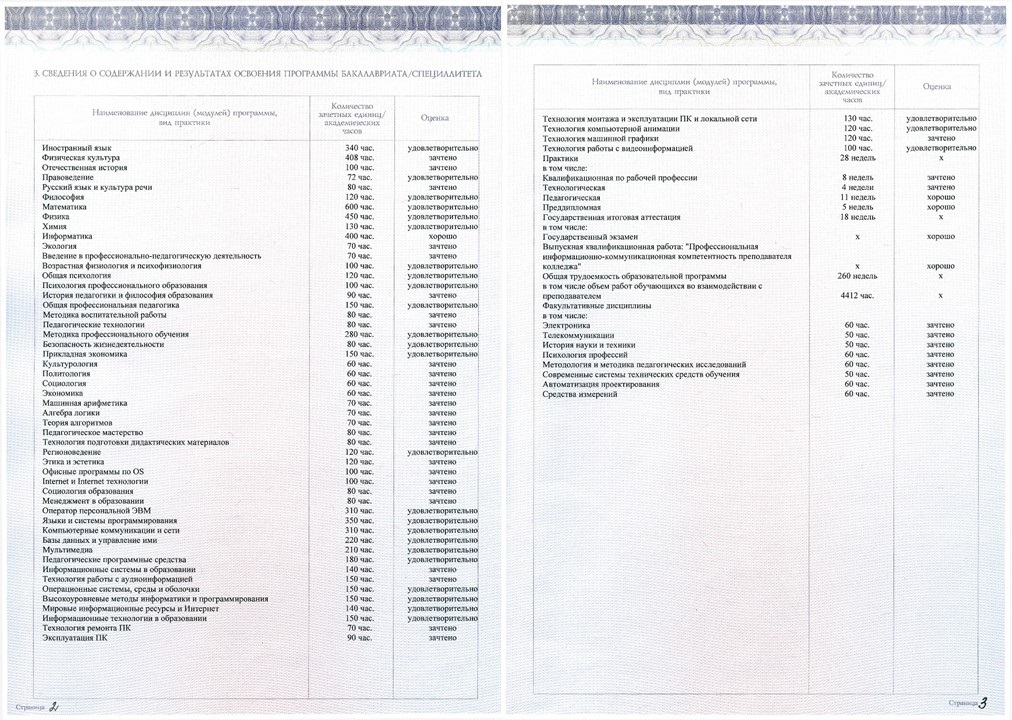 3. СВЕДЕНИЯ О СОДЕРЖАНИИ И РЕЗУЛЬТАТАХ ОСВОЕНИЯ ПРОГРАММЫ БАКАЛАВРИАТА/СПЕЦИАЛИТЕТА
Наименование дисциплин (модулей) программы, вид практики Количество зачетных единиц/академических часов Оценка
Иностранный язык 340 час. удовлетворительно
Физическая культура 408 час. зачтено
Отечественная история 100 час. зачтено
Правоведение 72 час. удовлетворительно
Русский язык и культура речи 80 час. зачтено
Философия 120 час. удовлетворительно
Математика 600 час. удовлетворительно
Физика 450 час. удовлетворительно
Химия 130 час. удовлетворительно
Информатика 400 час. хорошо
Экология 70 час. зачтено
Введение в профессионально-педагогическую деятельность 70 час. зачтено
Возрастная физиология и психофизиология 100 час. удовлетворительно
Общая психология 120 час. удовлетворительно
Психология профессионального образования 100 час. удовлетворительно
История педагогики и философия образования 90 час. зачтено
Общая профессиональная педагогика 150 час. удовлетворительно
Методика воспитательной работы 80 час. зачтено
Педагогические технологии 80 час. зачтено
Методика профессионального обучения 280 час. удовлетворительно
Безопасность жизнедеятельности 80 час. удовлетворительно
Прикладная экономика 150 час. удовлетворительно
Культурология 60 час. зачтено
Политология 60 час. зачтено
Социология 60 час. зачтено
Экономика 60 час. зачтено
Машинная арифметика 70 час. зачтено
Алгебра логики 70 час. зачтено
Теория алгоритмов 70 час. зачтено
Педагогическое мастерство 80 час. зачтено
Технология подготовки дидактических материалов 80 час. зачтено
Регионоведение 120 час. удовлетворительно
Этика и эстетика 120 час. зачтено
Офисные программы по OS 100 час. зачтено
Internet и Internet технологии 100 час. зачтено
Социология образования 80 час. зачтено
Менеджмент в образовании 80 час. зачтено
Оператор персональной ЭВМ 310 час. удовлетворительно
Языки и системы программирования 350 час. удовлетворительно
Компьютерные коммуникации и сети 310 час. удовлетворительно
Базы данных и управление ими 220 час. удовлетворительно
Мультимедиа 210 час. удовлетворительно
Педагогические программные средства 180 час. удовлетворительно
Информационные системы в образовании 140 час. зачтено
Технология работы с аудиоинформацией 150 час. зачтено
Операционные системы, среды и оболочки 150 час. удовлетворительно
Высокоуровневые методы информатики и программирования 150 час. удовлетворительно
Мировые информационные ресурсы и Интернет 140 час. удовлетворительно
Информационные технологии в образовании 150 час. удовлетворительно
Технология ремонта ПК 70 час. зачтено
Эксплуатация ПК 90 час. зачтено
Страница 2
Наименование дисциплин (модулей) программы, вид практики Количество зачетных единиц/академических часов Оценка
Технология монтажа и эксплуатации ПК и локальной сети 130 час. удовлетворительно
Технология компьютерной анимации 120 час. удовлетворительно
Технология машинной графики 120 час. зачтено
Технология работы с видеоинформацией 100 час. удовлетворительно
Практики 28 недель х
в том числе:
Квалификационная по рабочей профессии 8 недель зачтено
Технологическая 4 недели зачтено
Педагогическая 11 недель хорошо
Преддипломная 5 недель хорошо
Государственная итоговая аттестация 18 недель х
в том числе:
Государственный экзамен х хорошо
Выпускная квалификационная работа: "Профессиональная
информационно-коммуникационная компетентность преподавателя
колледжа" х хорошо
Общая трудоемкость образовательной программы 260 недель х
в том числе объем работ обучающихся во взаимодействии с
преподавателем 4412 час. х
Факультативные дисциплины
в том числе:
Электроника 60 час. зачтено
Телекоммуникации 50 час. зачтено
История науки и техники 50 час. зачтено
Психология профессий 60 час. зачтено
Методология и методика педагогических исследований 60 час. зачтено
Современные системы технических средств обучения 50 час. зачтено
Автоматизация проектирования 60 час. зачтено
Средства измерений 60 час. зачтено
Страница 3